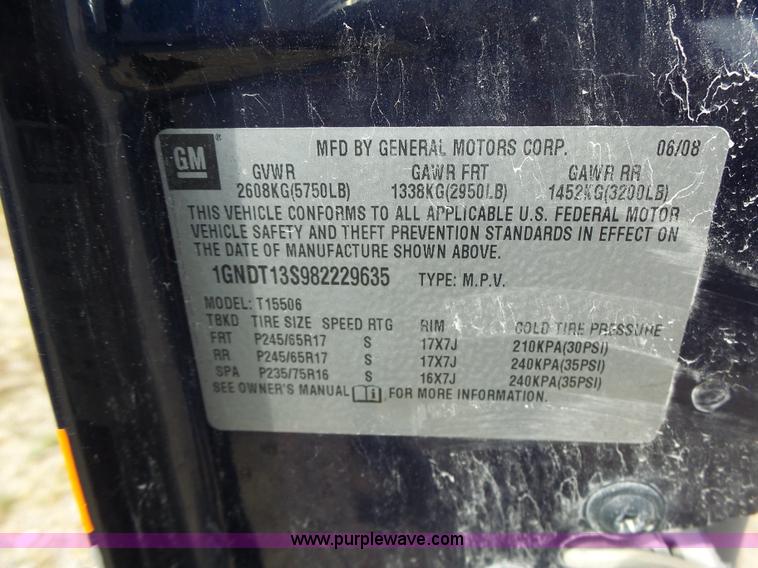 GM MFD BY GENERAL MOTORS CORP. 06/08
GVWR GAWR FRT GAWR RR
2608KG(5750LB) 1338KG(2950LB) 1452KG(3200LB)
THIS VEHICLE CONFORMS TO ALL APPLICABLE U.S. FEDERAL MOTOR
VEHICLE SAFETY AND THEFT PREVENTION STANDARDS IN EFFECT ON
THE DATE OF MANUFACTURE SHOWN ABOVE.
1GNDT13S982229635 TYPE: M.P.V.
MODEL: T15506
TBKD TIRE SIZE SPEED RTG RIM COLD TIRE PRESSURE
FRT P245/65R17 S 17X7J 210KPA(30PSI)
RR P245/65R17 S 17X7J 240KPA(35PSI)
SPA P235/75R16 S 16X7J 240KPA(35PSI)
SEE OWNER'S MANUAL i FOR MORE INFORMATION.
www.purplewave.com